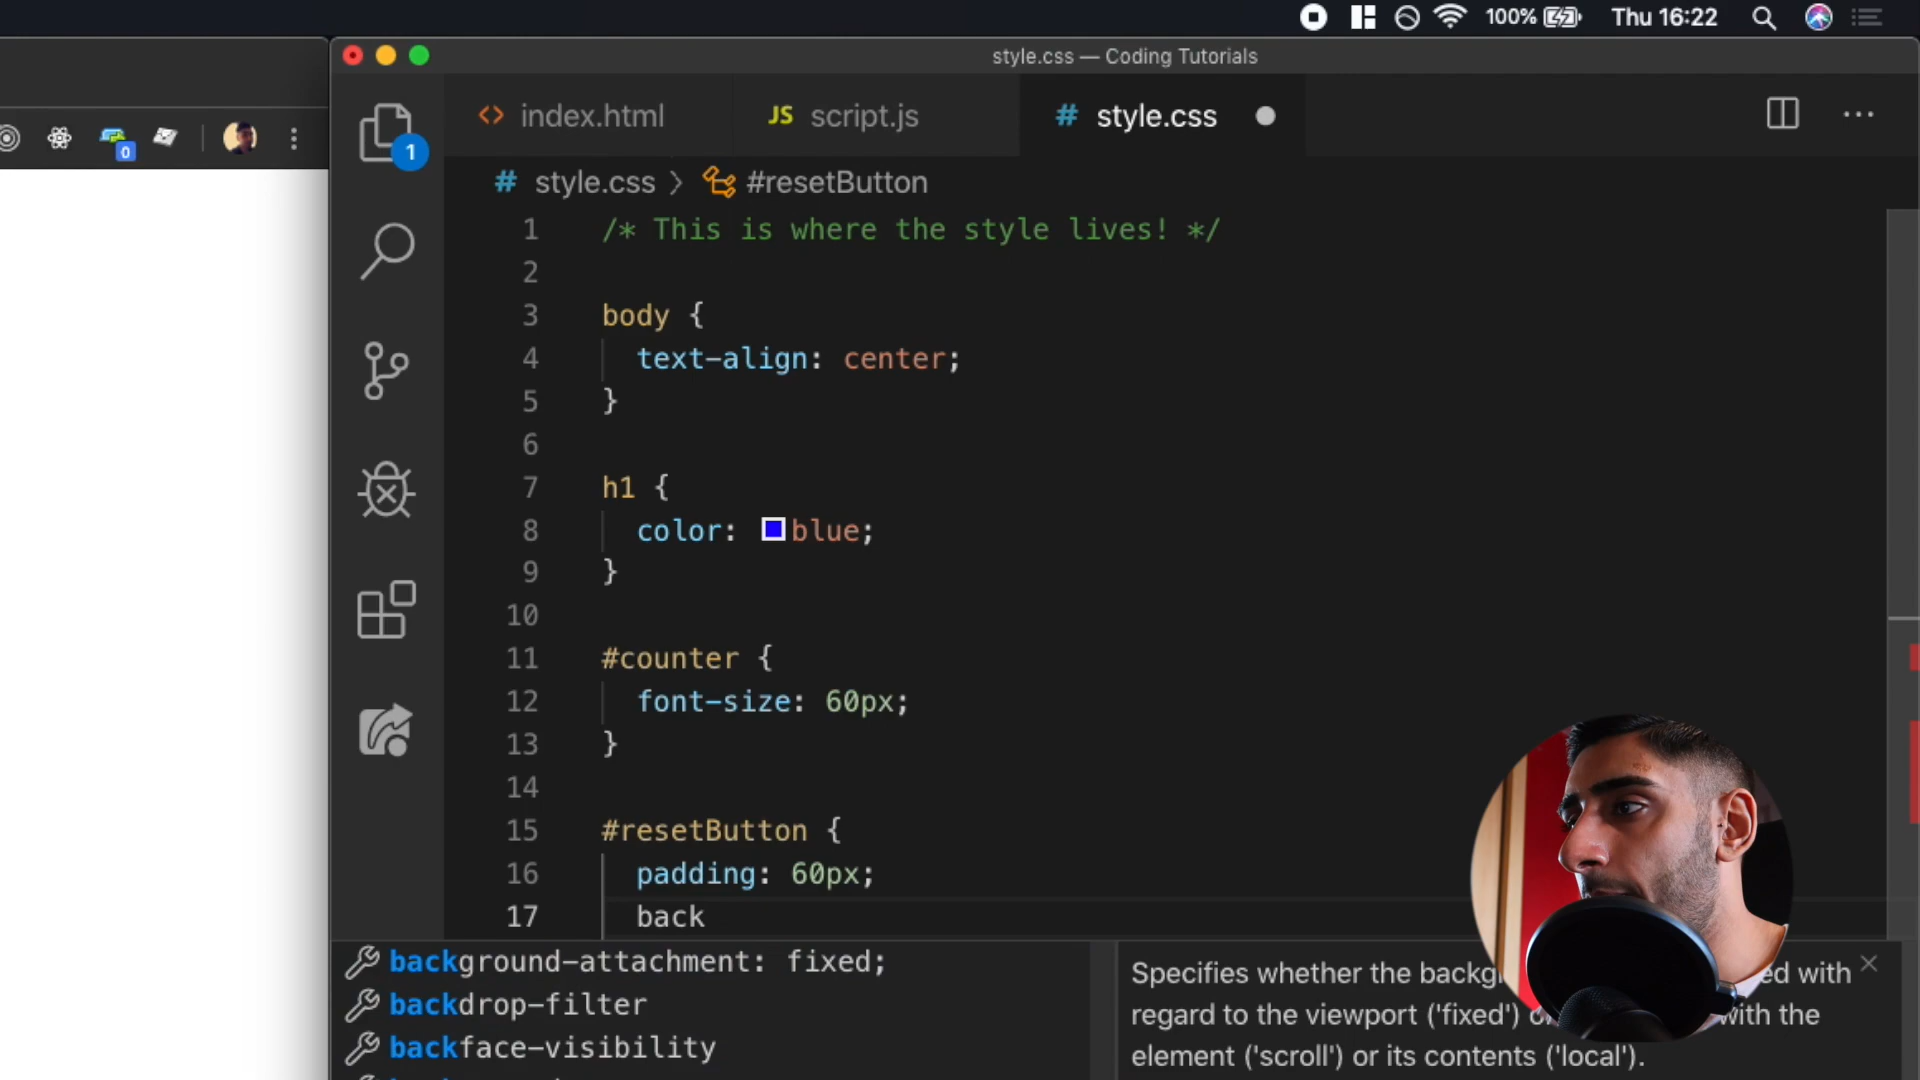 100% Thu 16:22
style.css — Coding Tutorials
index.html JS script.js # style.css
0
1
# style.css > #resetButton
1 /* This is where the style lives! */
2
3 body {
4 text-align: center;
5 }
6
7 h1 {
8 color: blue;
9 }
10
11 #counter {
12 font-size: 60px;
13 }
14
15 #resetButton {
16 padding: 60px;
17 back
background-attachment: fixed;
backdrop-filter
backface-visibility
Specifies whether the with
regard to the viewport ('fixed') with the
element ('scroll') or its contents ('local').